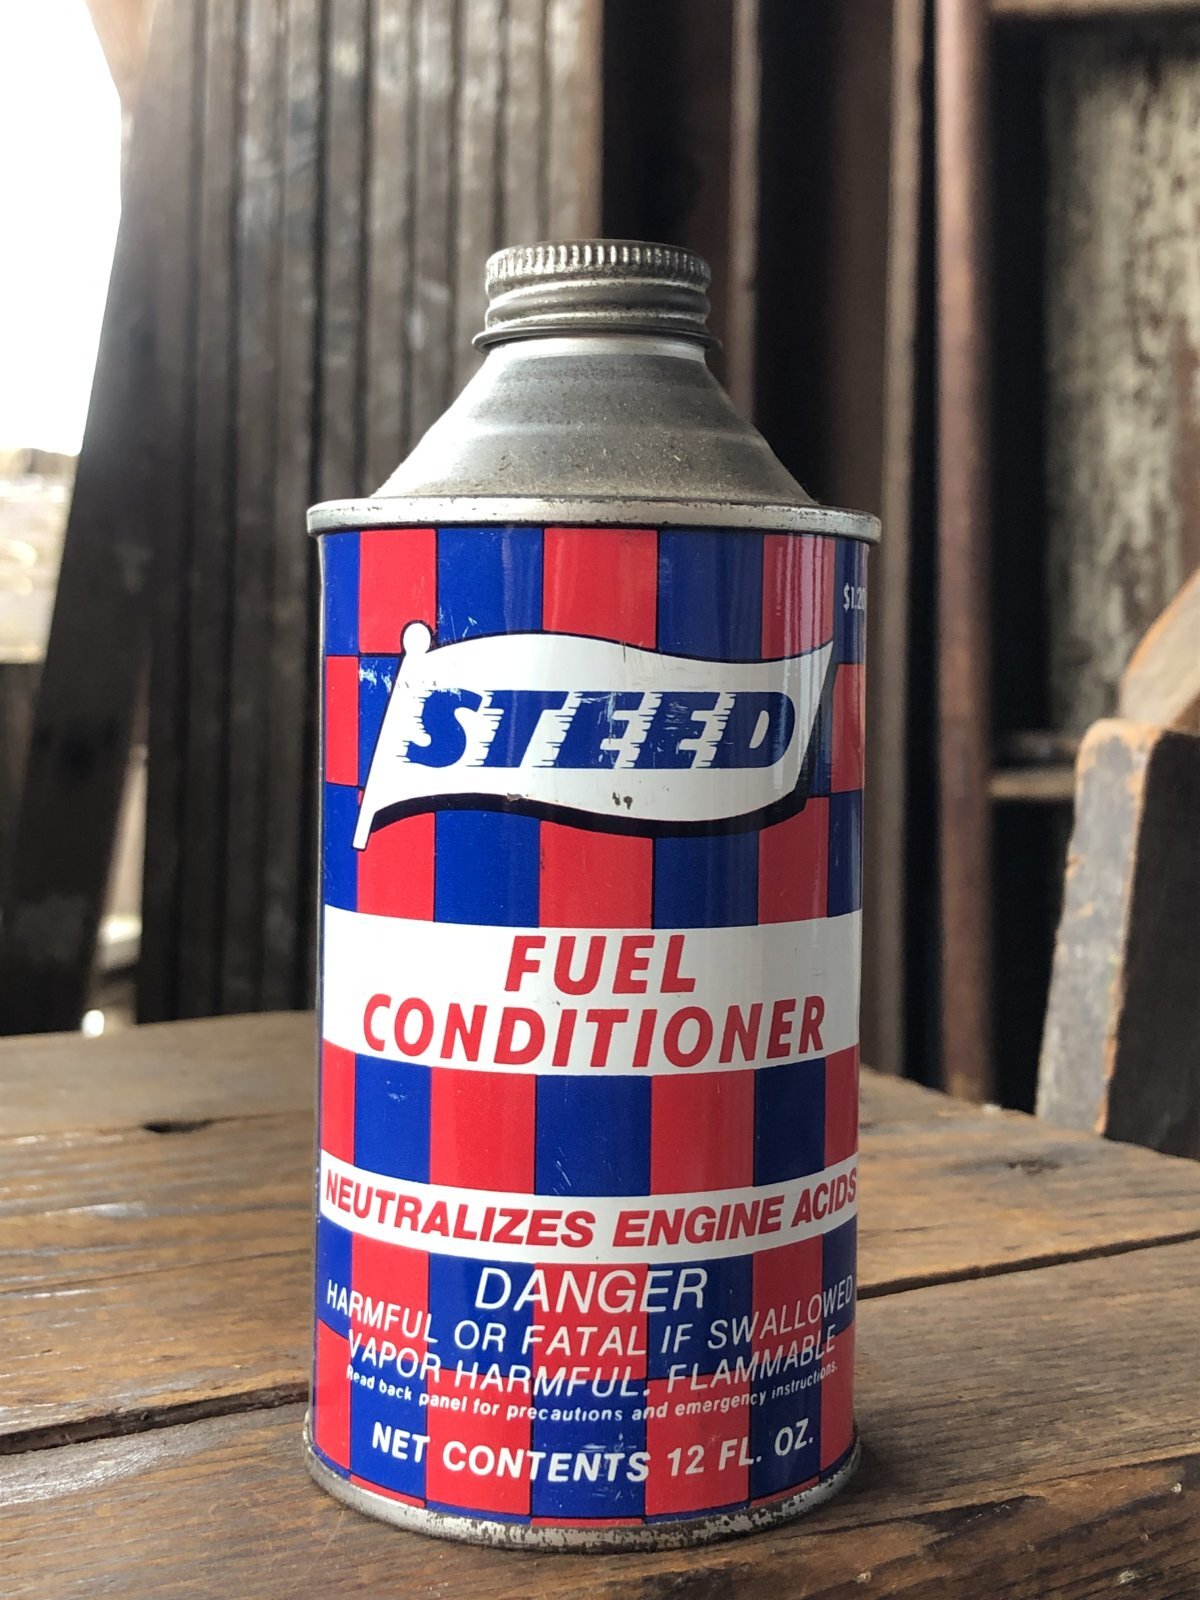 STEED
FUEL
CONDITIONER
NEUTRALIZES ENGINE ACIDS
DANGER
HARMFUL OR FATAL IF SWALLOWED
VAPOR HARMFUL. FLAMMABLE
Read back panel for precautions and emergency instructions.
NET CONTENTS 12 FL. OZ.